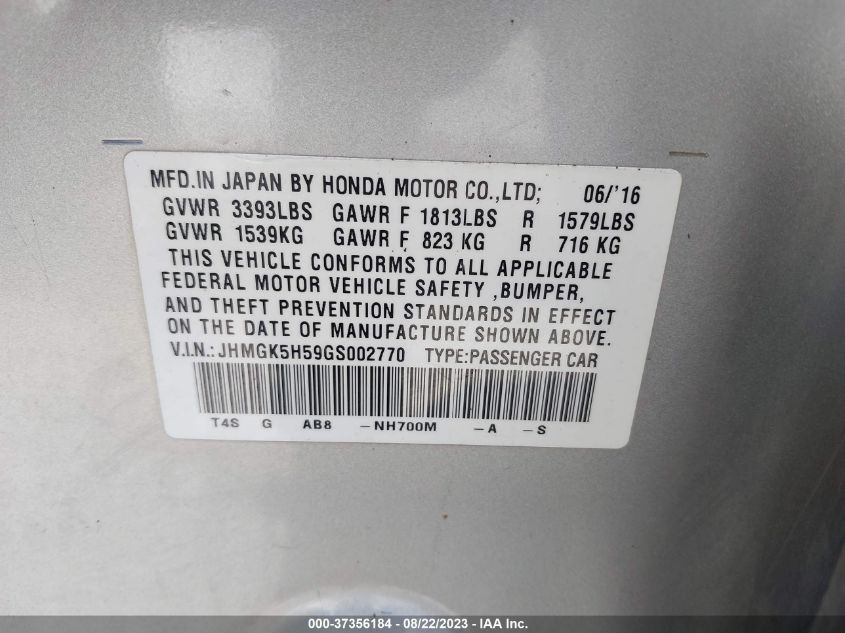 MFD.IN JAPAN BY HONDA MOTOR CO.,LTD; 06/'16
GVWR 3393LBS GAWR F 1813LBS R 1579LBS
GVWR 1539KG GAWR F 823 KG R 716 KG
THIS VEHICLE CONFORMS TO ALL APPLICABLE
FEDERAL MOTOR VEHICLE SAFETY ,BUMPER,
AND THEFT PREVENTION STANDARDS IN EFFECT
ON THE DATE OF MANUFACTURE SHOWN ABOVE.
V.I.N.: JHMGK5H59GS002770 TYPE:PASSENGER CAR
T4S G AB8 -NH700M -A -S
000-37356184 - 08/22/2023 - IAAI Inc.